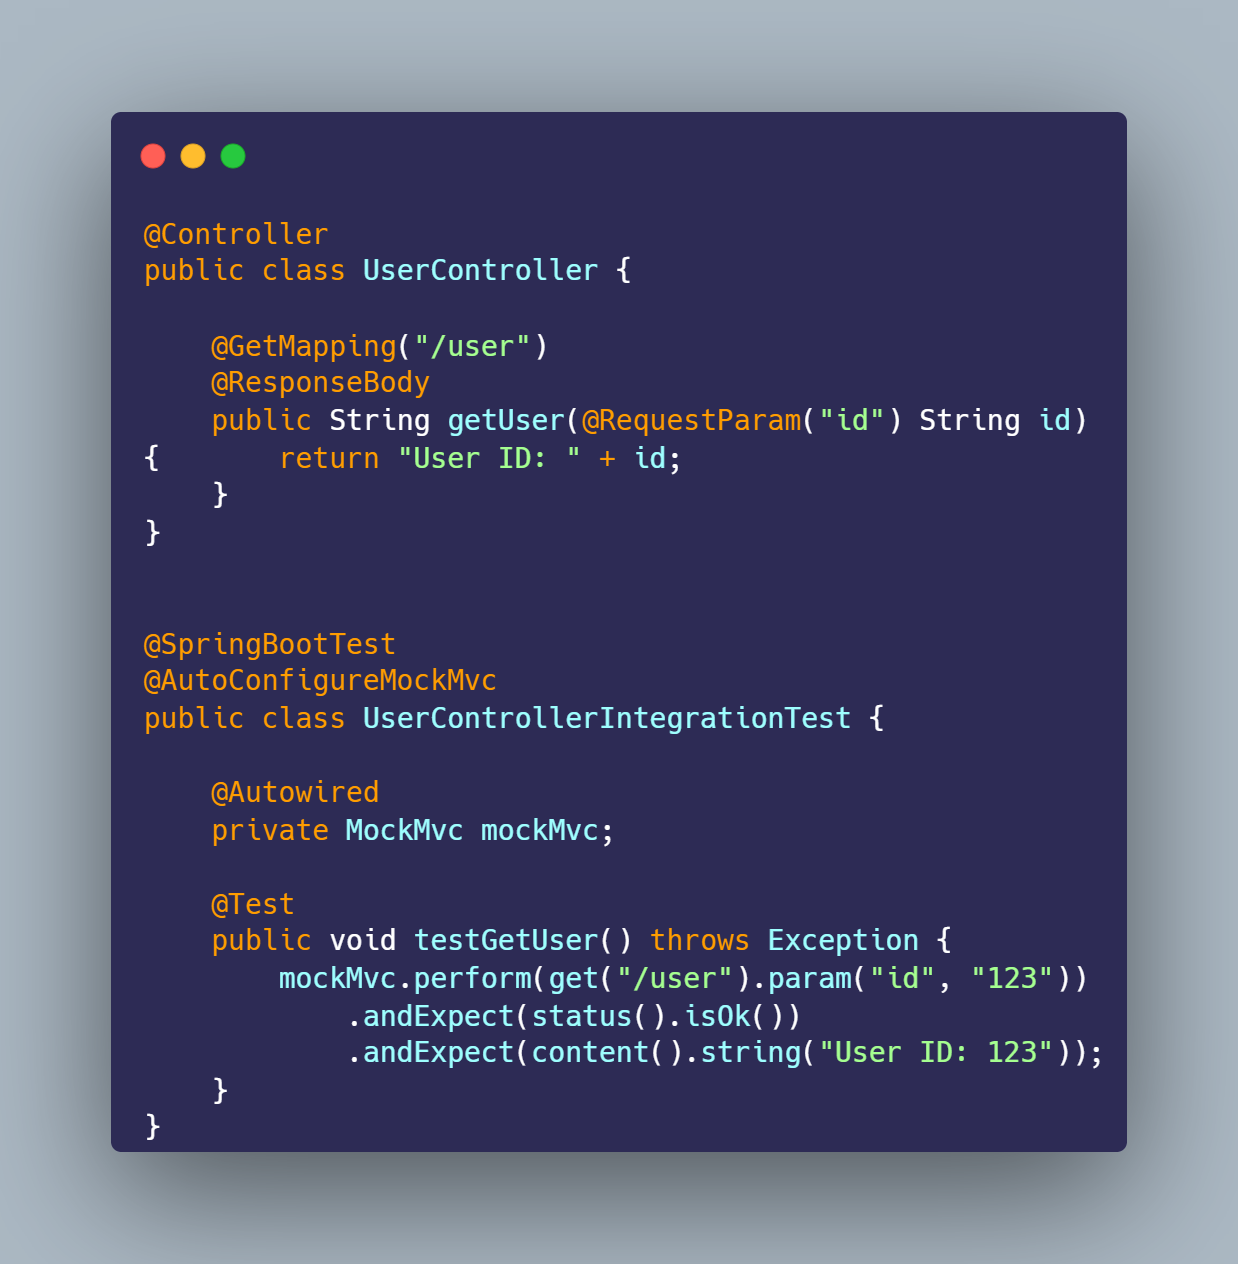 @Controller
public class UserController {

    @GetMapping("/user")
    @ResponseBody
    public String getUser(@RequestParam("id") String id)
{       return "User ID: " + id;
    }
}


@SpringBootTest
@AutoConfigureMockMvc
public class UserControllerIntegrationTest {

    @Autowired
    private MockMvc mockMvc;

    @Test
    public void testGetUser() throws Exception {
        mockMvc.perform(get("/user").param("id", "123"))
            .andExpect(status().isOk())
            .andExpect(content().string("User ID: 123"));
    }
}